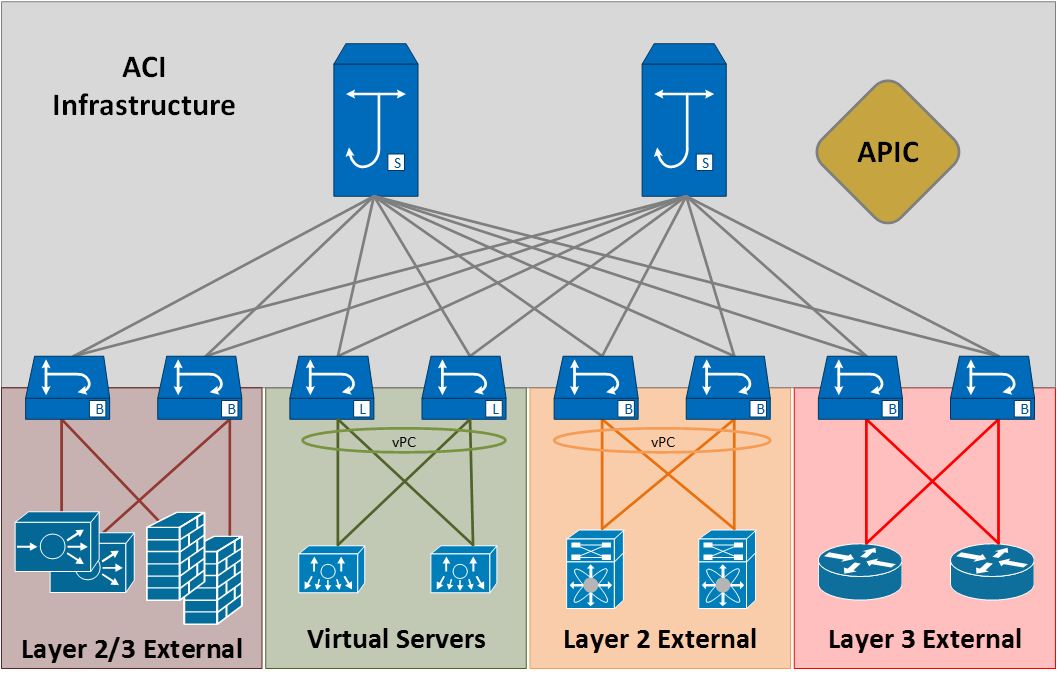 ACI
Infrastructure
S
S
APIC
B
B
L
L
B
B
B
B
vPC
vPC
Layer 2/3 External
Virtual Servers
Layer 2 External
Layer 3 External